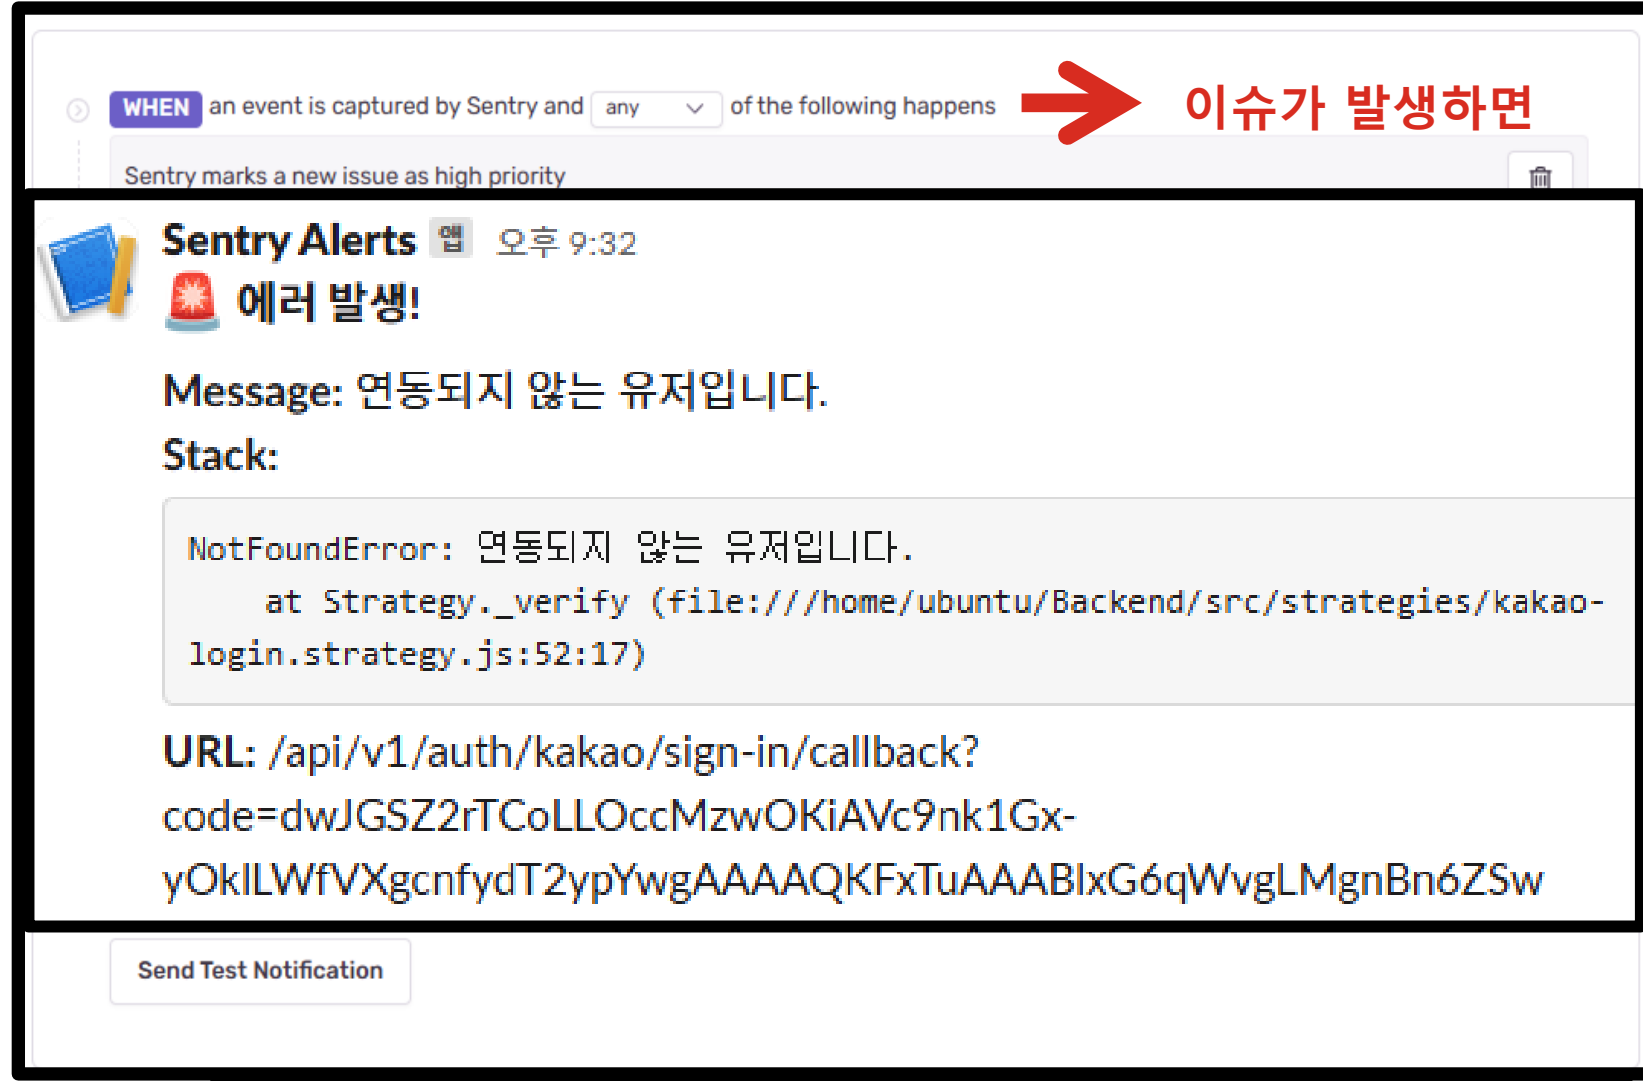 WHEN an event is captured by Sentry and any of the following happens
이슈가 발생하면
Sentry marks a new issue as high priority
Sentry Alerts 앱 오후 9:32
에러 발생!
Message: 연동되지 않는 유저입니다.
Stack:
NotFoundError: 연동되지 않는 유저입니다.
at Strategy._verify (file:///home/ubuntu/Backend/src/strategies/kakao-
login.strategy.js:52:17)
URL: /api/v1/auth/kakao/sign-in/callback?
code=dwJGSZ2rTCoLLOccMzwOKiAVc9nk1Gx-
yOklLWfVXgcnfydT2ypYwgAAAAQKFxTuAAABlxG6qWvgLMgnBn6ZSw
Send Test Notification